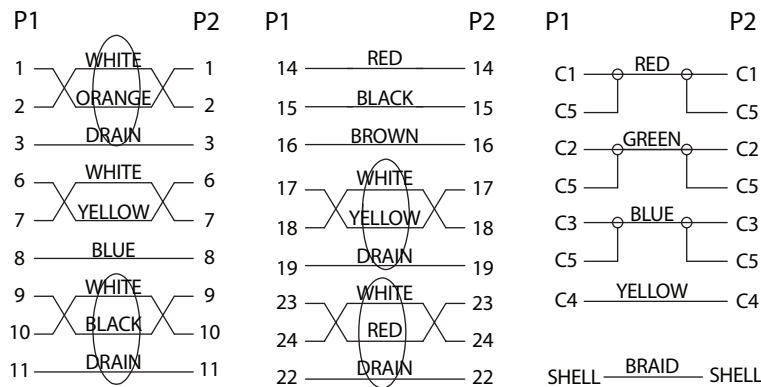 P1 P2
1 WHITE 1
2 ORANGE 2
3 DRAIN 3
6 WHITE 6
7 YELLOW 7
8 BLUE 8
9 WHITE 9
10 BLACK 10
11 DRAIN 11
P1 P2
14 RED 14
15 BLACK 15
16 BROWN 16
17 WHITE 17
18 YELLOW 18
19 DRAIN 19
23 WHITE 23
24 RED 24
22 DRAIN 22
P1 P2
C1 RED C1
C5 C5
C2 GREEN C2
C5 C5
C3 BLUE C3
C5 C5
C4 YELLOW C4
SHELL BRAID SHELL